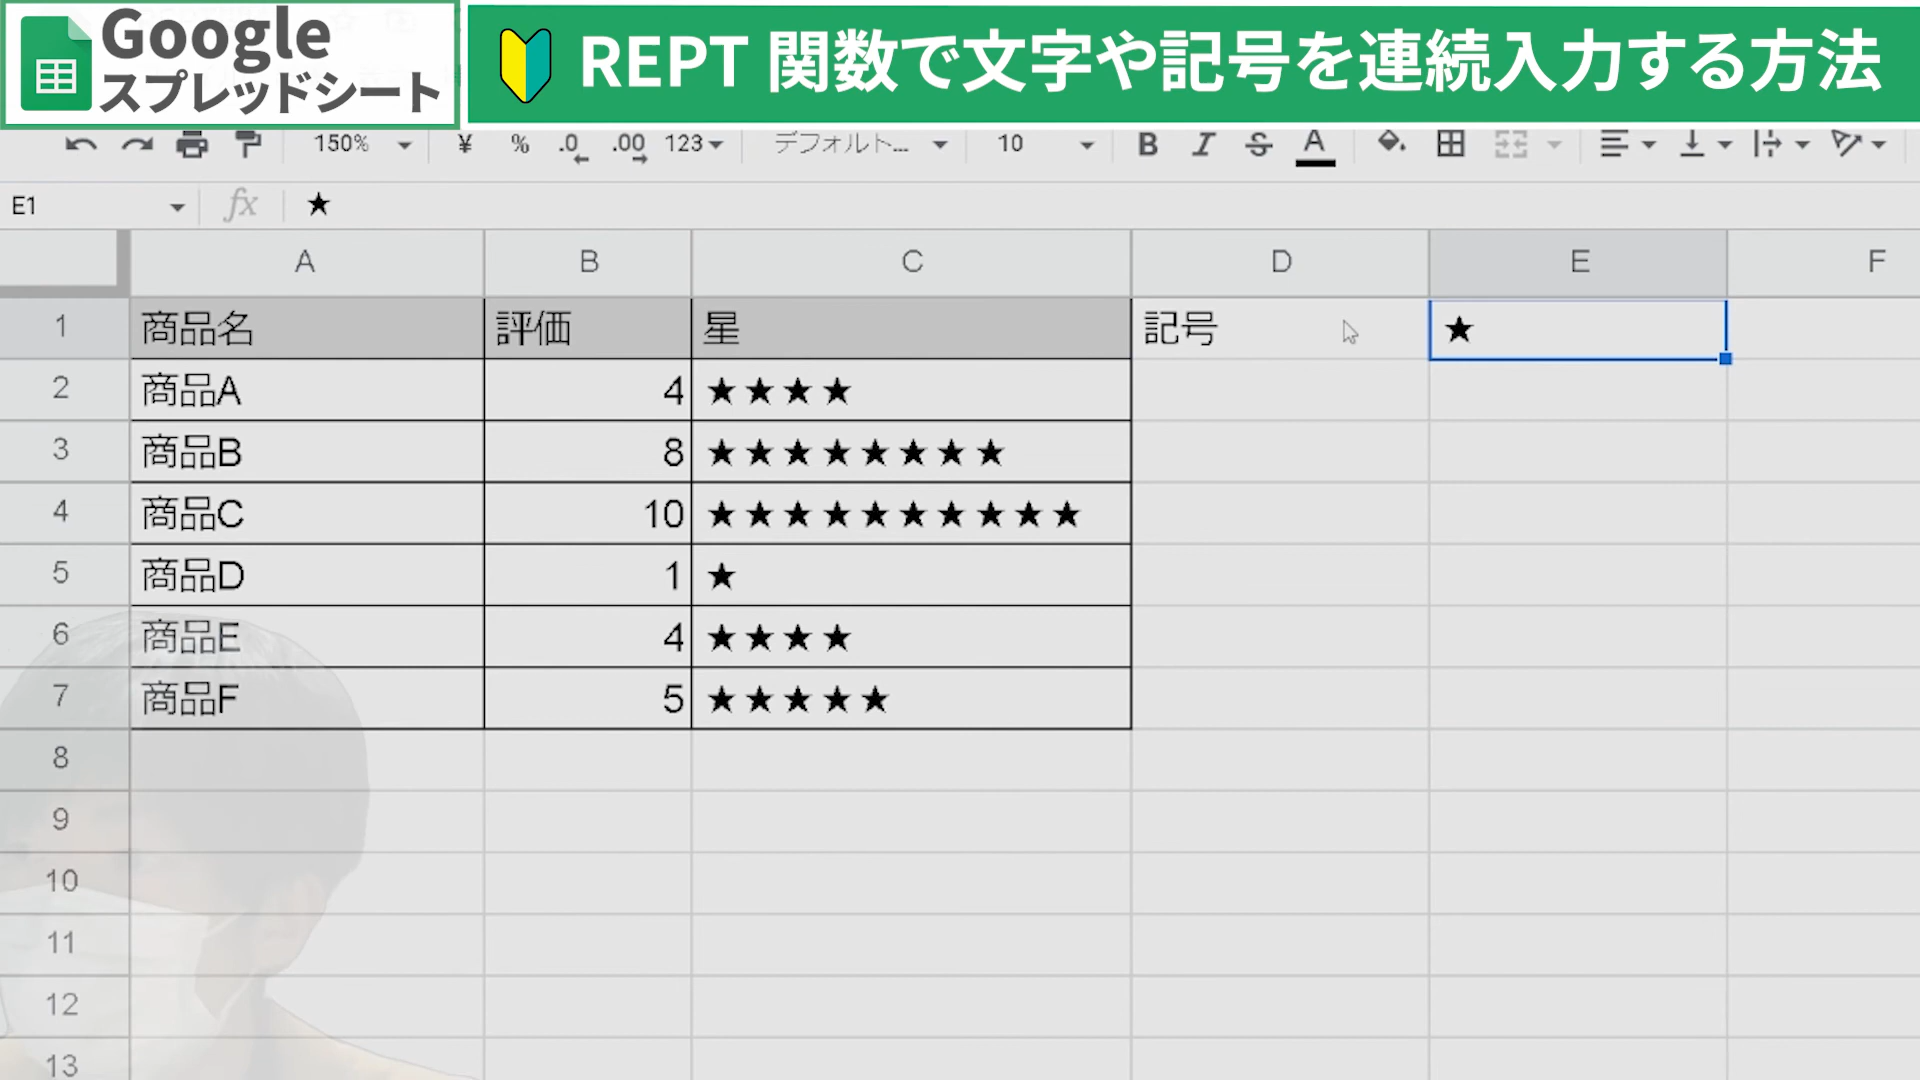 Google
スプレッドシート
REPT 関数で文字や記号を連続入力する方法
150% ¥ % .0 .00 123 デフォルト... 10 B I S A
E1 fx ★
A B C D E F
1 商品名 評価 星 記号 ★
2 商品A 4 ★★★★
3 商品B 8 ★★★★★★★★
4 商品C 10 ★★★★★★★★★★
5 商品D 1 ★
6 商品E 4 ★★★★
7 商品F 5 ★★★★★
8
9
10
11
12
13